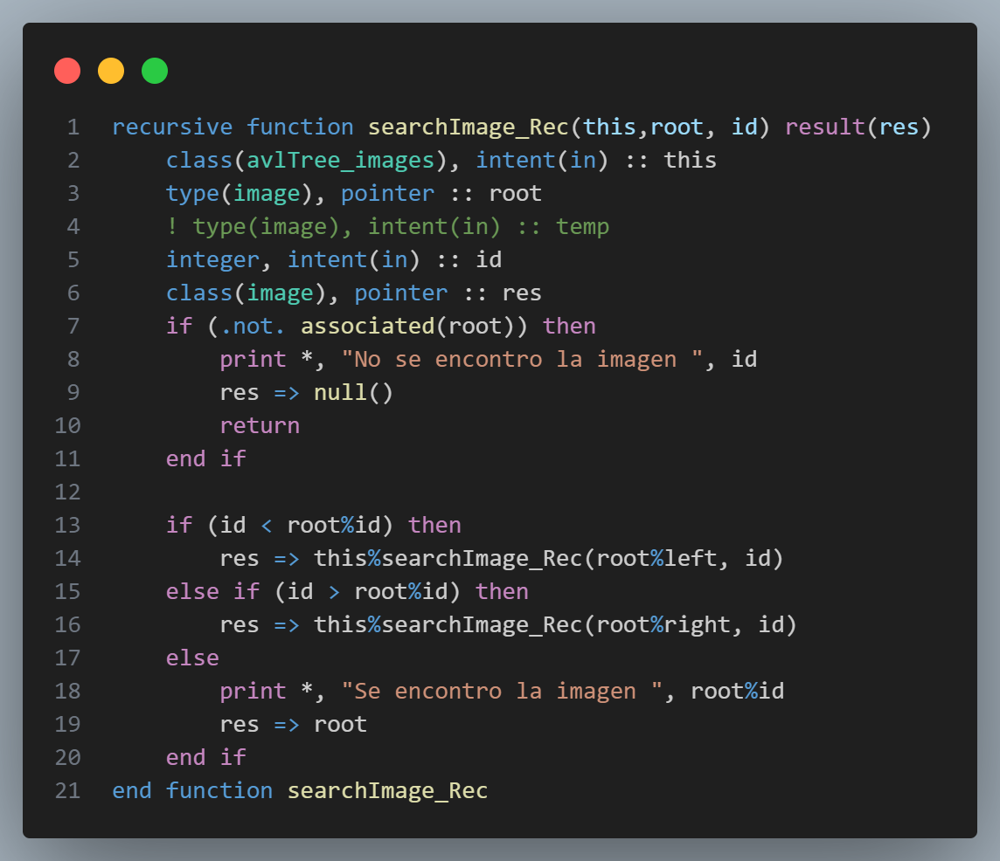 1 recursive function searchImage_Rec(this,root, id) result(res)
2     class(avlTree_images), intent(in) :: this
3     type(image), pointer :: root
4     ! type(image), intent(in) :: temp
5     integer, intent(in) :: id
6     class(image), pointer :: res
7     if (.not. associated(root)) then
8         print *, "No se encontro la imagen ", id
9         res => null()
10         return
11     end if
12
13     if (id < root%id) then
14         res => this%searchImage_Rec(root%left, id)
15     else if (id > root%id) then
16         res => this%searchImage_Rec(root%right, id)
17     else
18         print *, "Se encontro la imagen ", root%id
19         res => root
20     end if
21 end function searchImage_Rec